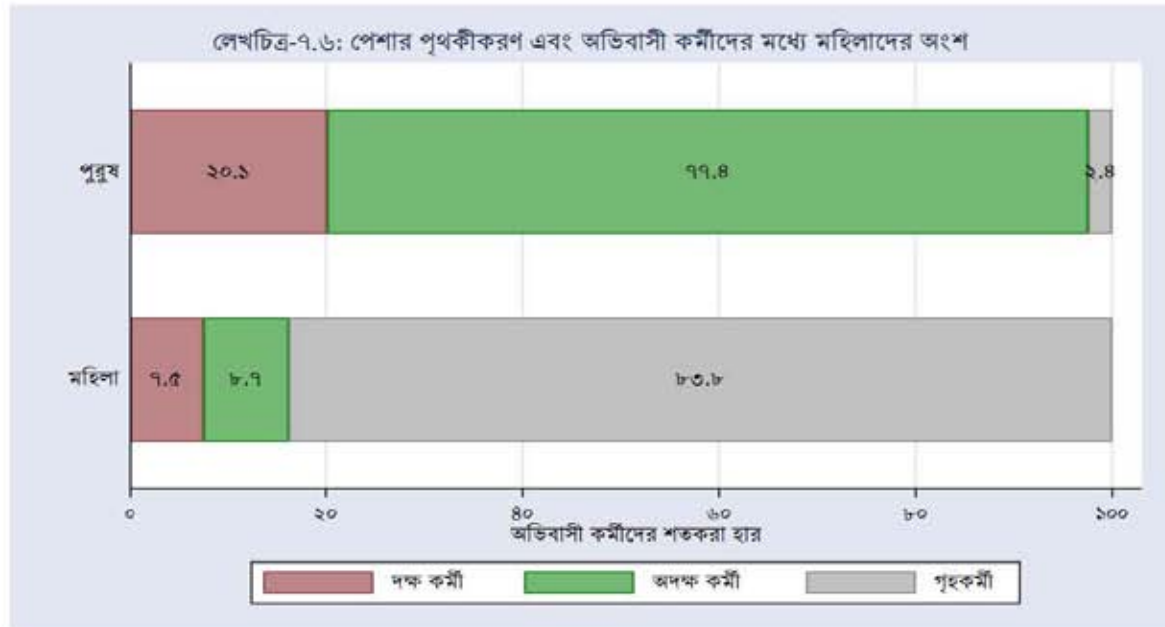 লেখচিত্র-৭.৬: পেশার পৃথকীকরণ এবং অভিবাসী কর্মীদের মধ্যে মহিলাদের অংশ
পুরুষ
২০.১
৭৭.৪
২.৪
মহিলা
৭.৫
৮.৭
৮৩.৮
০ ২০ ৪০ ৬০ ৮০ ১০০
অভিবাসী কর্মীদের শতকরা হার
দক্ষ কর্মী অদক্ষ কর্মী গৃহকর্মী